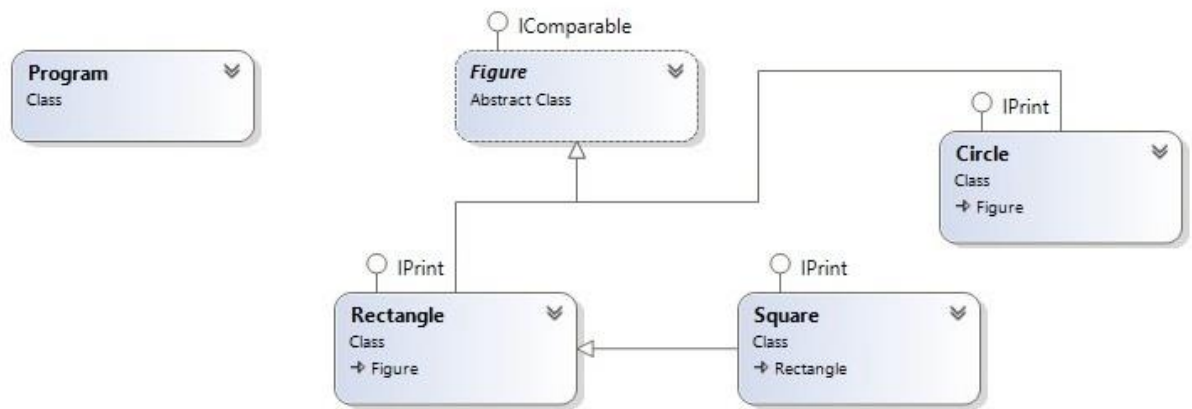 IComparable
Program
Class
Figure
Abstract Class
IPrint
Circle
Class
Figure
IPrint
Rectangle
Class
Figure
IPrint
Square
Class
Rectangle